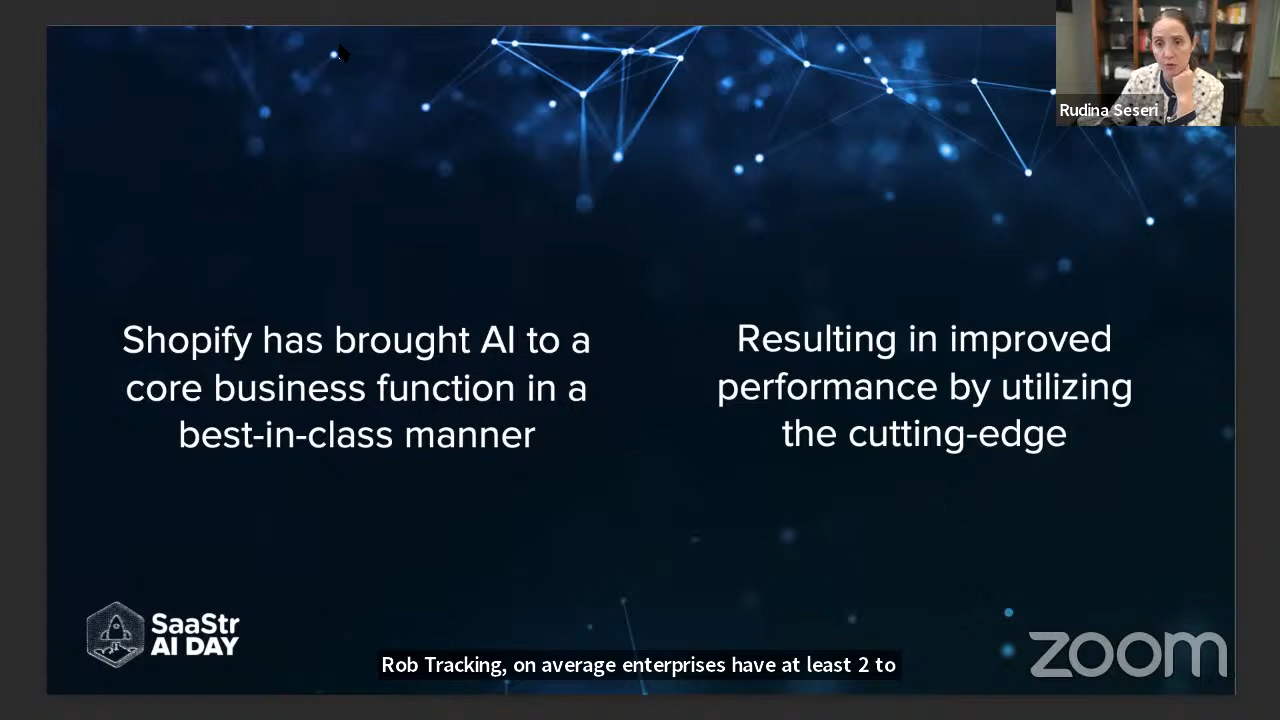 Rudina Seseri
Shopify has brought AI to a
core business function in a
best-in-class manner
Resulting in improved
performance by utilizing
the cutting-edge
SaaStr
AI DAY
Rob Tracking, on average enterprises have at least 2 to
zoom